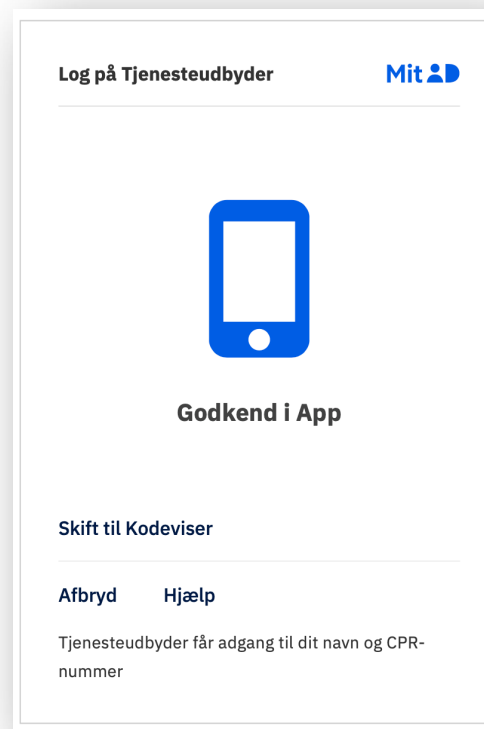 Log på Tjenesteudbyder
Mit
Godkend i App
Skift til Kodeviser
Afbryd Hjælp
Tjenesteudbyder får adgang til dit navn og CPR-
nummer